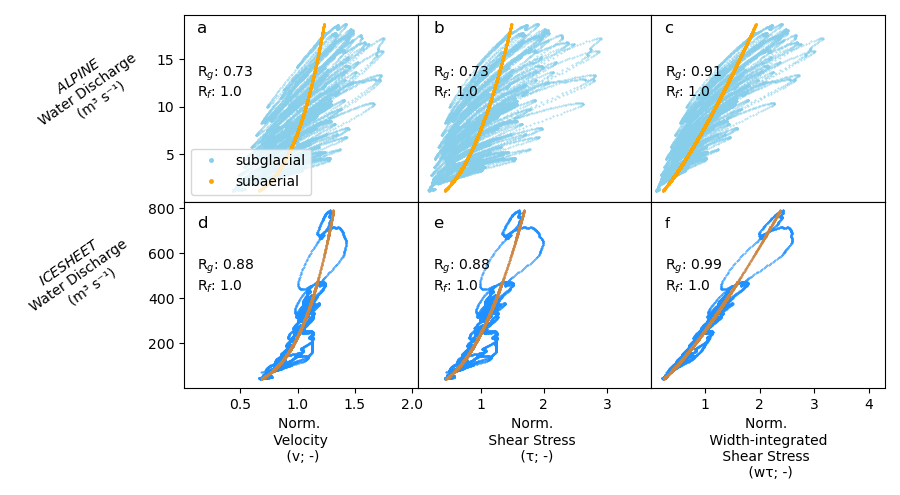 a
b
c
R_g: 0.73
R_f: 1.0
R_g: 0.73
R_f: 1.0
R_g: 0.91
R_f: 1.0
ALPINE
Water Discharge
(m³ s⁻¹)
15
10
5
subglacial
subaerial
d
e
f
R_g: 0.88
R_f: 1.0
R_g: 0.88
R_f: 1.0
R_g: 0.99
R_f: 1.0
ICESHEET
Water Discharge
(m³ s⁻¹)
800
600
400
200
0.5 1.0 1.5 2.0
1 2 3
1 2 3 4
Norm.
Velocity
(v; -)
Norm.
Shear Stress
(τ; -)
Norm.
Width-integrated
Shear Stress
(wτ; -)